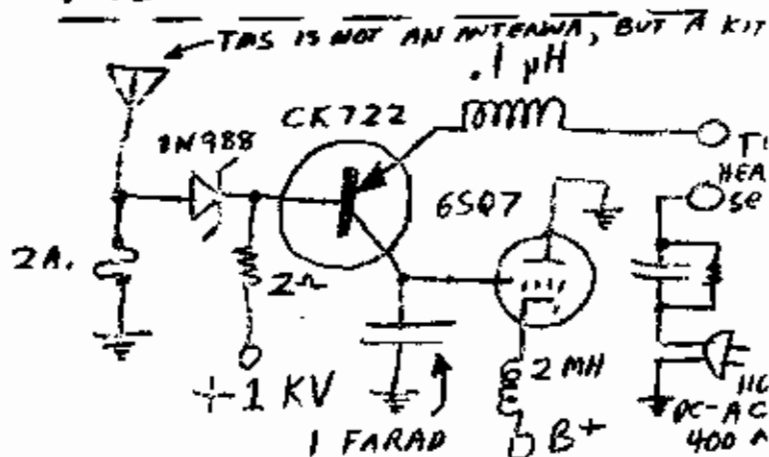 THIS IS NOT AN ANTENNA, BUT A KIT
.1 µH
CK722
1N988
HEA
6SQ7
2A.
2Ω
2 MH
+1 KV
110
DC-AC
1 FARAD
B+
400